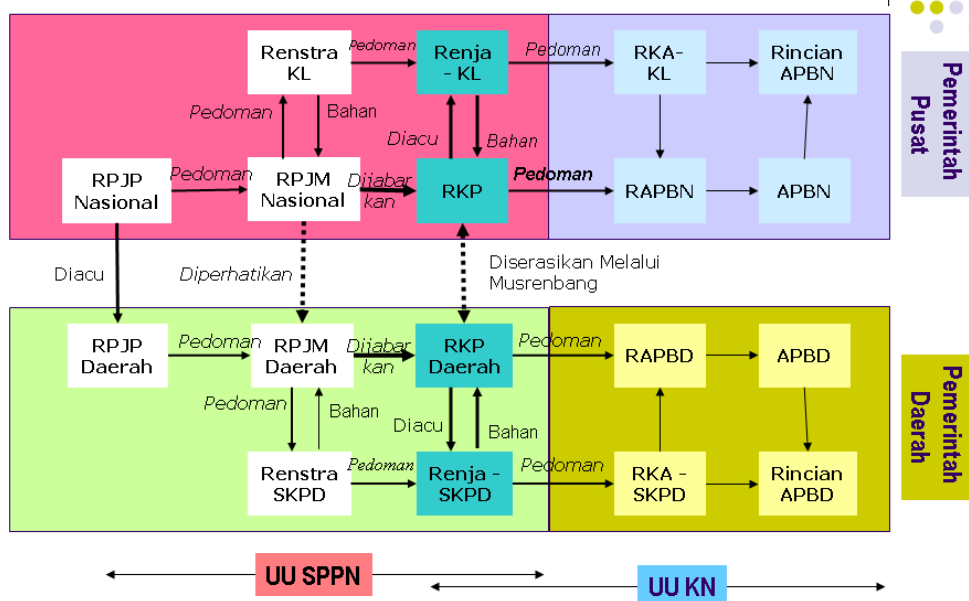 Renstra
KL
Pedoman
Renja
- KL
Pedoman
RKA-
KL
Rincian
APBN
Pemerintah
Pusat
Pedoman
Bahan
Diacu
Bahan
RPJP
Nasional
Pedoman
RPJM
Nasional
Dijabar
kan
RKP
Pedoman
RAPBN
APBN
Diacu
Diperhatikan
Diserasikan Melalui
Musrenbang
RPJP
Daerah
Pedoman
RPJM
Daerah
Dijabar
kan
RKP
Daerah
Pedoman
RAPBD
APBD
Pemerintah
Daerah
Pedoman
Bahan
Diacu
Bahan
Renstra
SKPD
Pedoman
Renja -
SKPD
Pedoman
RKA -
SKPD
Rincian
APBD
UU SPPN
UU KN